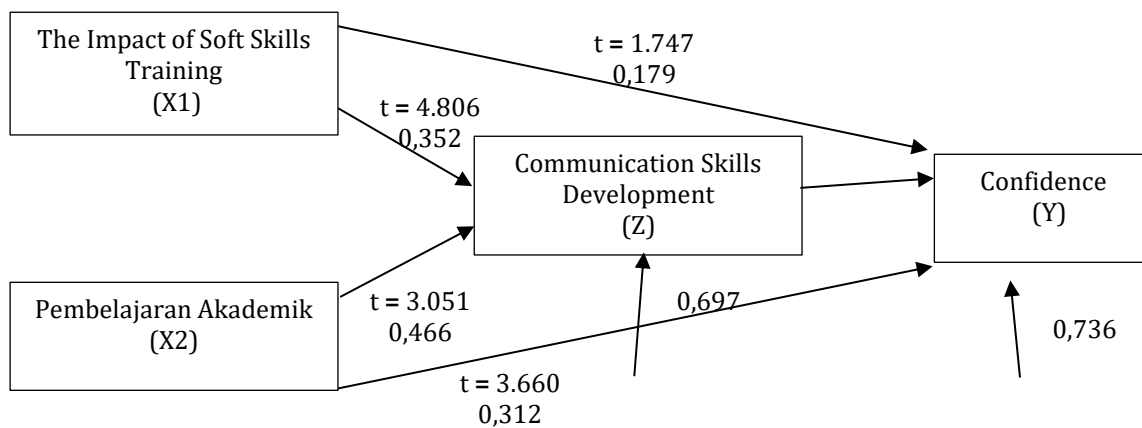 The Impact of Soft Skills
Training
(X1)
t = 1.747
0,179
t = 4.806
0,352
Communication Skills
Development
(Z)
Confidence
(Y)
Pembelajaran Akademik
(X2)
t = 3.051
0,466
0,697
0,736
t = 3.660
0,312